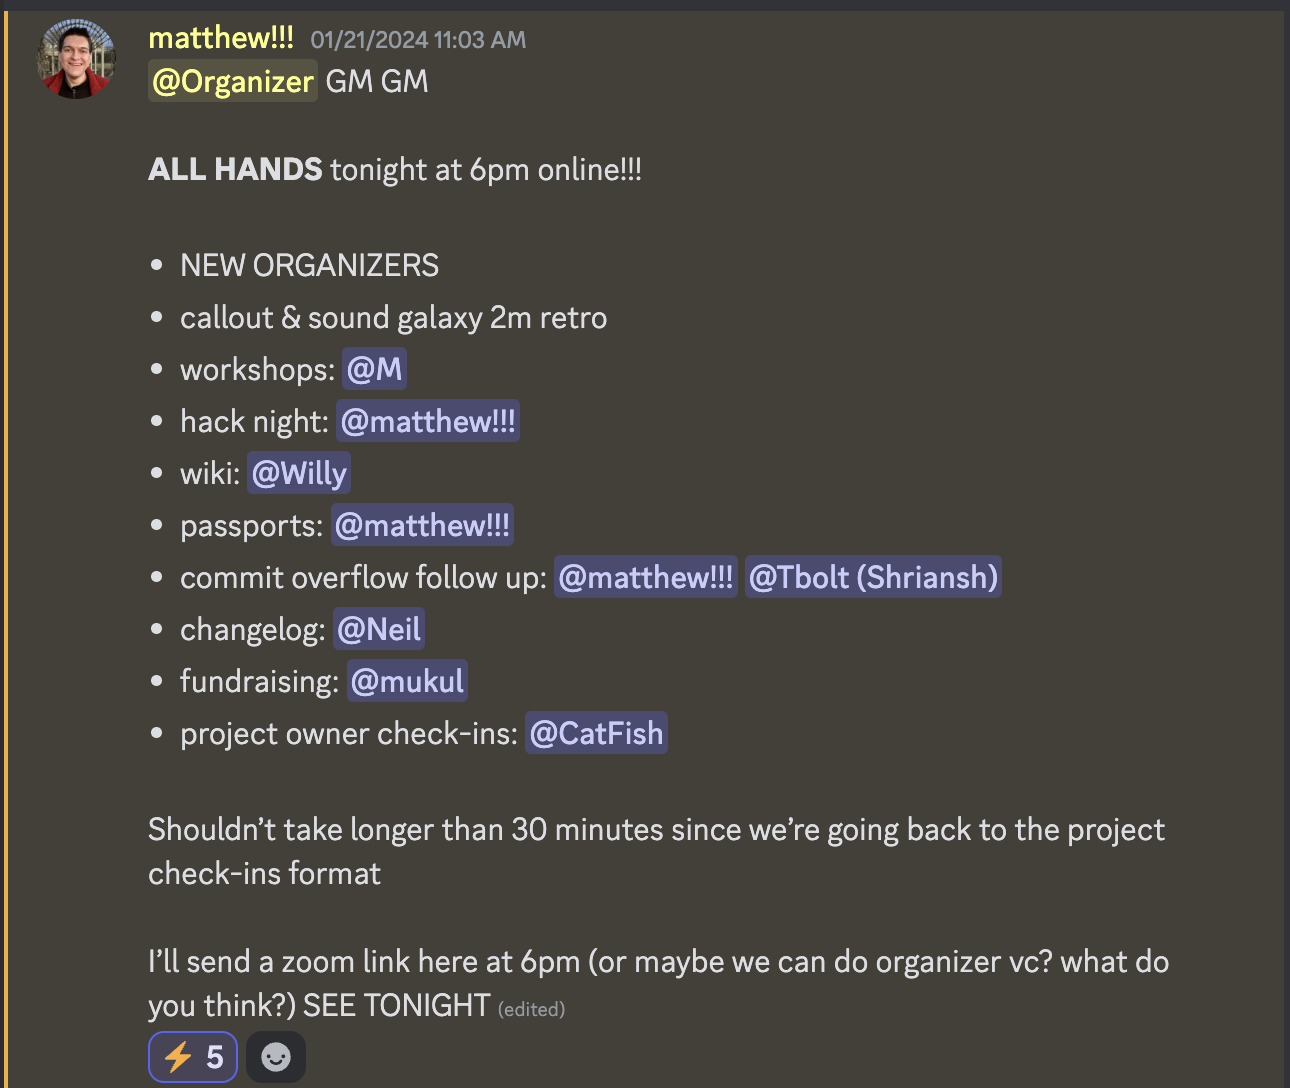 matthew!!! 01/21/2024 11:03 AM
@Organizer GM GM
ALL HANDS tonight at 6pm online!!!
• NEW ORGANIZERS
• callout & sound galaxy 2m retro
• workshops: @M
• hack night: @matthew!!!
• wiki: @Willy
• passports: @matthew!!!
• commit overflow follow up: @matthew!!! @Tbolt (Shriansh)
• changelog: @Neil
• fundraising: @mukul
• project owner check-ins: @CatFish
Shouldn’t take longer than 30 minutes since we’re going back to the project
check-ins format
I’ll send a zoom link here at 6pm (or maybe we can do organizer vc? what do
you think?) SEE TONIGHT (edited)
⚡ 5